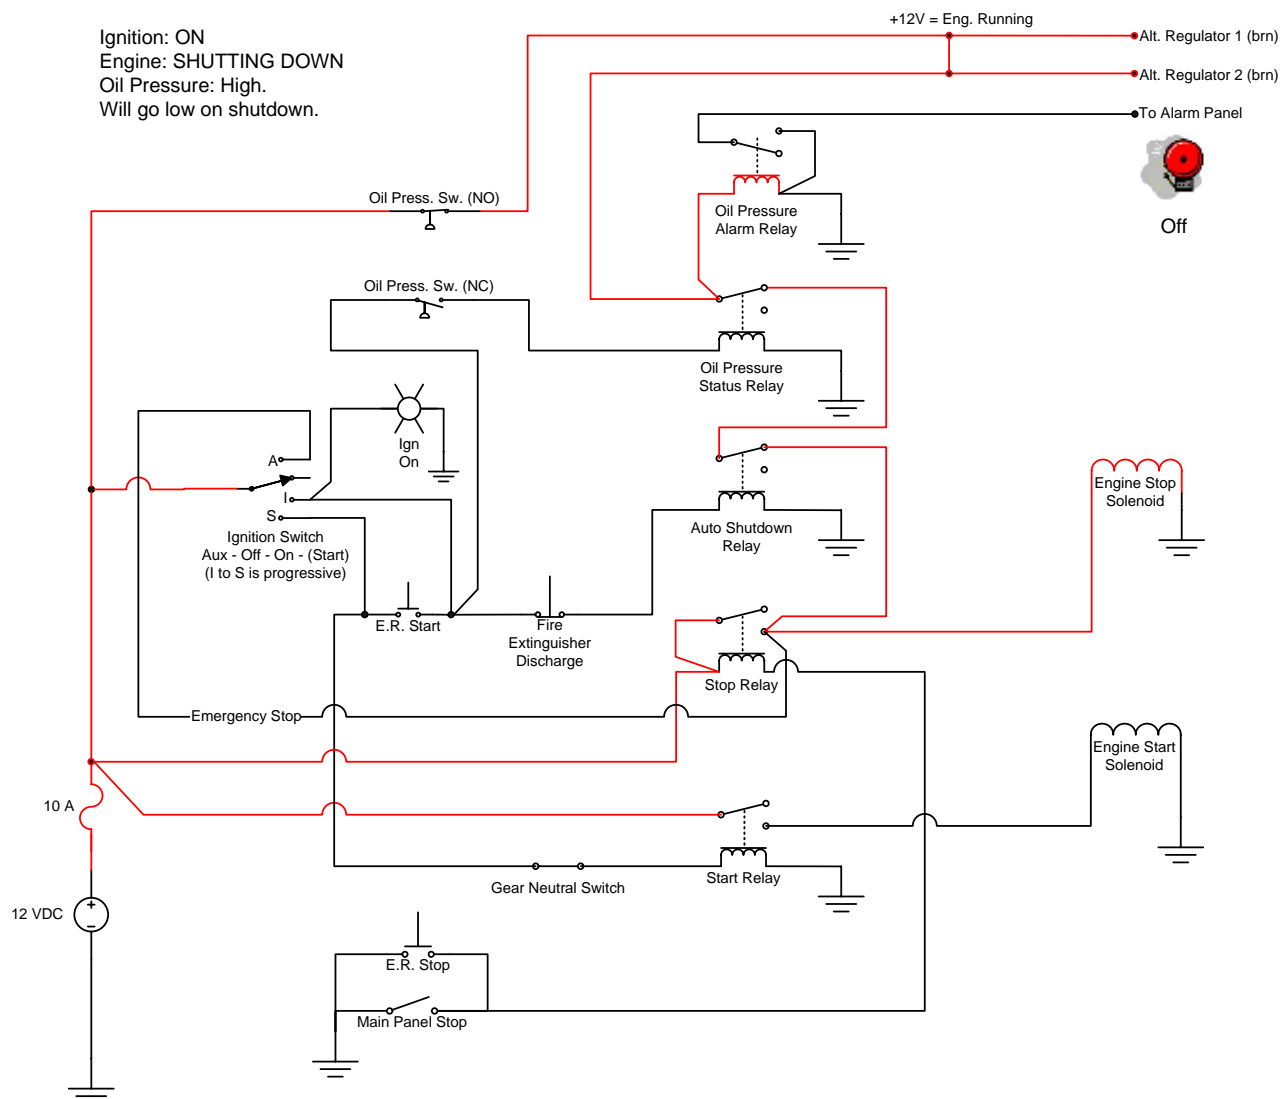 +12V = Eng. Running
Ignition: ON
Engine: SHUTTING DOWN
Oil Pressure: High.
Will go low on shutdown.
Alt. Regulator 1 (brn)
Alt. Regulator 2 (brn)
To Alarm Panel
Off
Oil Press. Sw. (NO)
Oil Pressure
Alarm Relay
Oil Press. Sw. (NC)
Oil Pressure
Status Relay
Ign
On
A
I
S
Ignition Switch
Aux - Off - On - (Start)
(I to S is progressive)
Auto Shutdown
Relay
Engine Stop
Solenoid
E.R. Start
Fire
Extinguisher
Discharge
Stop Relay
Emergency Stop
Engine Start
Solenoid
10 A
Start Relay
Gear Neutral Switch
12 VDC
+
−
E.R. Stop
Main Panel Stop